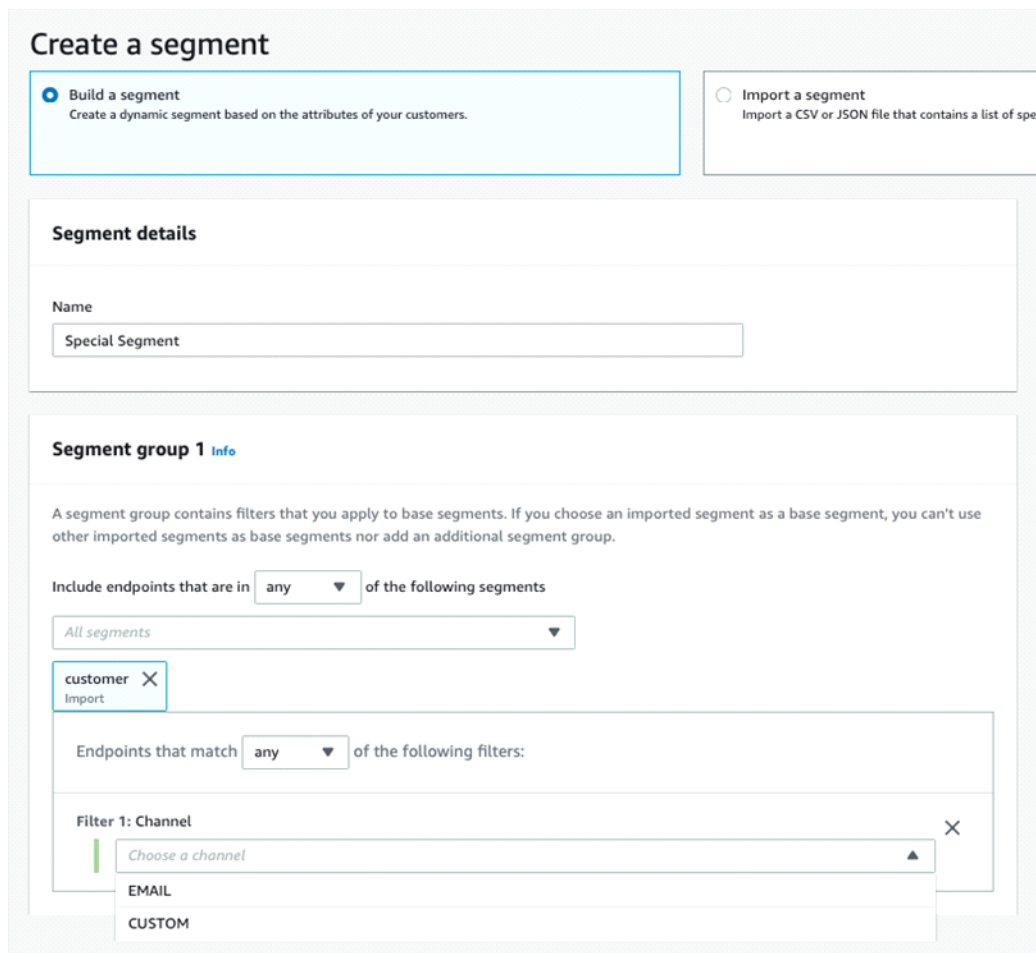 Create a segment
Build a segment
Create a dynamic segment based on the attributes of your customers.
Import a segment
Import a CSV or JSON file that contains a list of spe
Segment details
Name
Special Segment
Segment group 1 Info
A segment group contains filters that you apply to base segments. If you choose an imported segment as a base segment, you can't use
other imported segments as base segments nor add an additional segment group.
Include endpoints that are in any of the following segments
All segments
customer
Import
Endpoints that match any of the following filters:
Filter 1: Channel
Choose a channel
EMAIL
CUSTOM